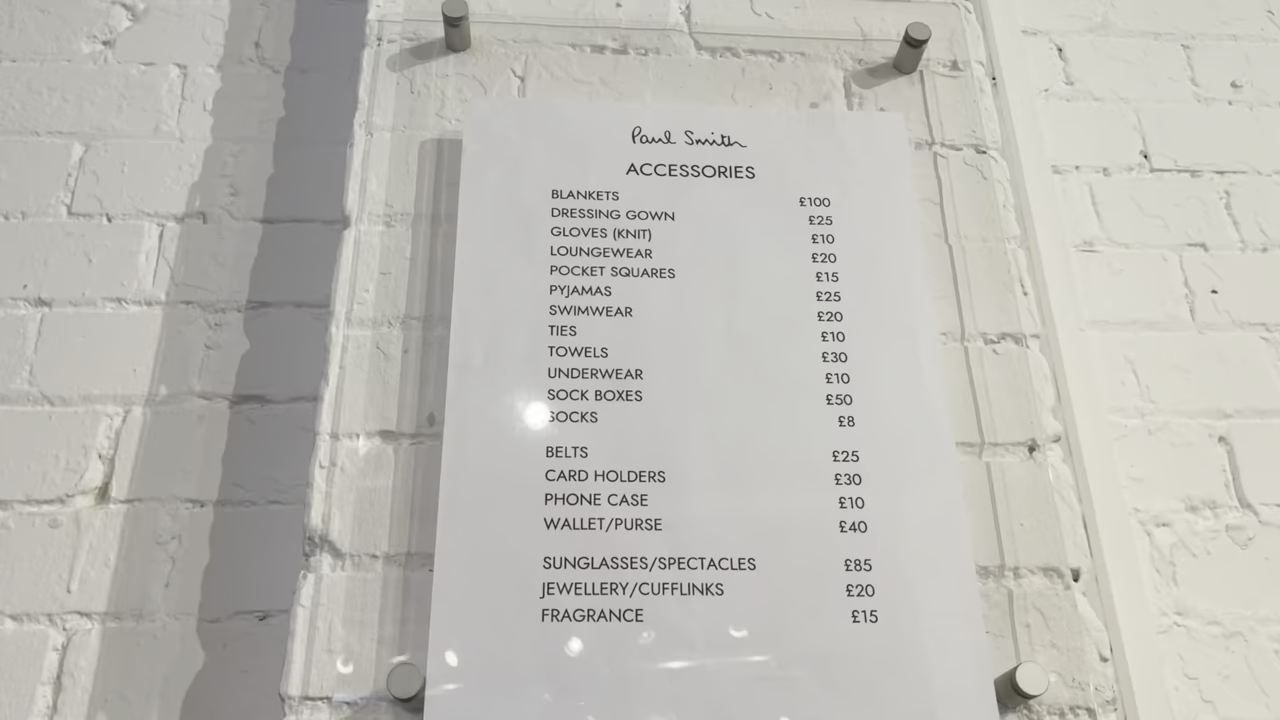 Paul Smith
ACCESSORIES
BLANKETS £100
DRESSING GOWN £25
GLOVES (KNIT) £10
LOUNGEWEAR £20
POCKET SQUARES £15
PYJAMAS £25
SWIMWEAR £20
TIES £10
TOWELS £30
UNDERWEAR £10
SOCK BOXES £50
SOCKS £8
BELTS £25
CARD HOLDERS £30
PHONE CASE £10
WALLET/PURSE £40
SUNGLASSES/SPECTACLES £85
JEWELLERY/CUFFLINKS £20
FRAGRANCE £15